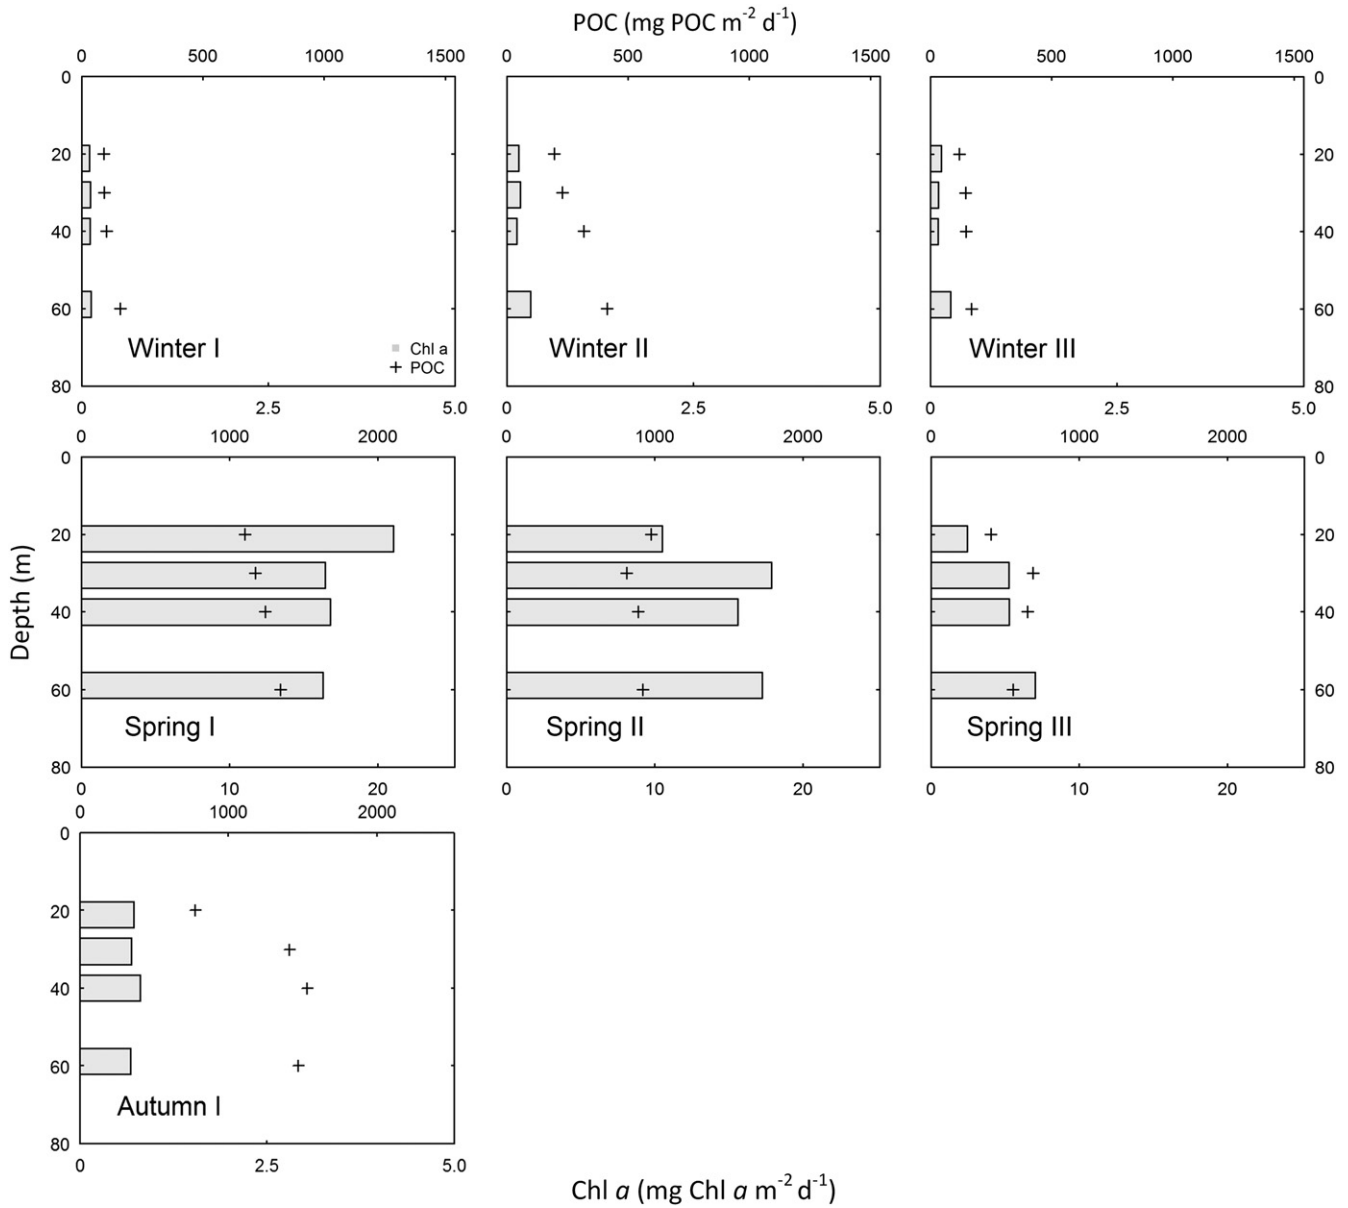 POC (mg POC m⁻² d⁻¹)
0 500 1000 1500 0 500 1000 1500 0 500 1000 1500
0 0
20 20
40 40
60 60
Winter I Chl a Winter II Winter III
POC
80 80
0 2.5 5.0 0 2.5 5.0 0 2.5 5.0
0 1000 2000 0 1000 2000 0 1000 2000
0 0
20 20
Depth (m)
40 40
60 60
Spring I Spring II Spring III
80 80
0 10 20 0 10 20 0 10 20
0 1000 2000
0
20
40
60
Autumn I
80
0 2.5 5.0
Chl a (mg Chl a m⁻² d⁻¹)